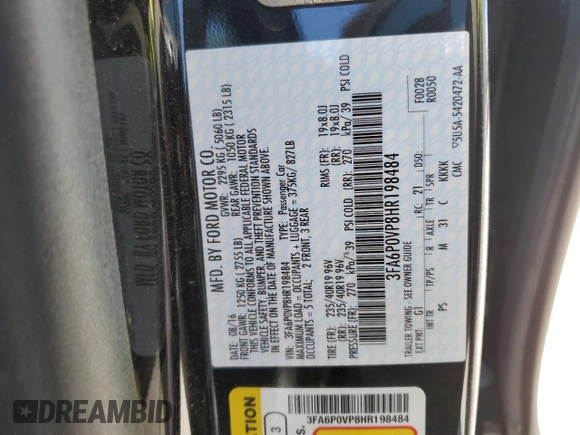 MFD. BY FORD MOTOR CO.
DATE: 08/16
GVWR: 2295 KG ( 5060 LB)
FRONT GAWR: 1250 KG ( 2755 LB)
REAR GAWR: 1050 KG ( 2315 LB)
THIS VEHICLE CONFORMS TO ALL APPLICABLE FEDERAL MOTOR
VEHICLE SAFETY, BUMPER, AND THEFT PREVENTION STANDARDS
IN EFFECT ON THE DATE OF MANUFACTURE SHOWN ABOVE.
VIN: 3FA6P0VP8HR198484
TYPE: Passenger Car
MAXIMUM LOAD = OCCUPANTS + LUGGAGE = 375KG/ 827LB
OCCUPANTS = 5 TOTAL: 2 FRONT, 3 REAR
TIRE (FR): 235/40R19 96V
RIMS (FR): 19x8.0J
(RR): 235/40R19 96V
(RR): 19x8.0J
PRESSURE (FR): 270 kPa/ 39 PSI COLD
(RR): 270 kPa/ 39 PSI COLD
3FA6P0VP8HR198484
TRAILER TOWING - SEE OWNER GUIDE
F0028
R0050
EXT PNT: G1
RC: 21
DSO:
INT TR
TP/PS
R
AXLE
TR
SPR
P5
M
31
C
KKKK
CMC
5U5A-5420472-AA
3FA6P0VP8HR198484
DREAMBID